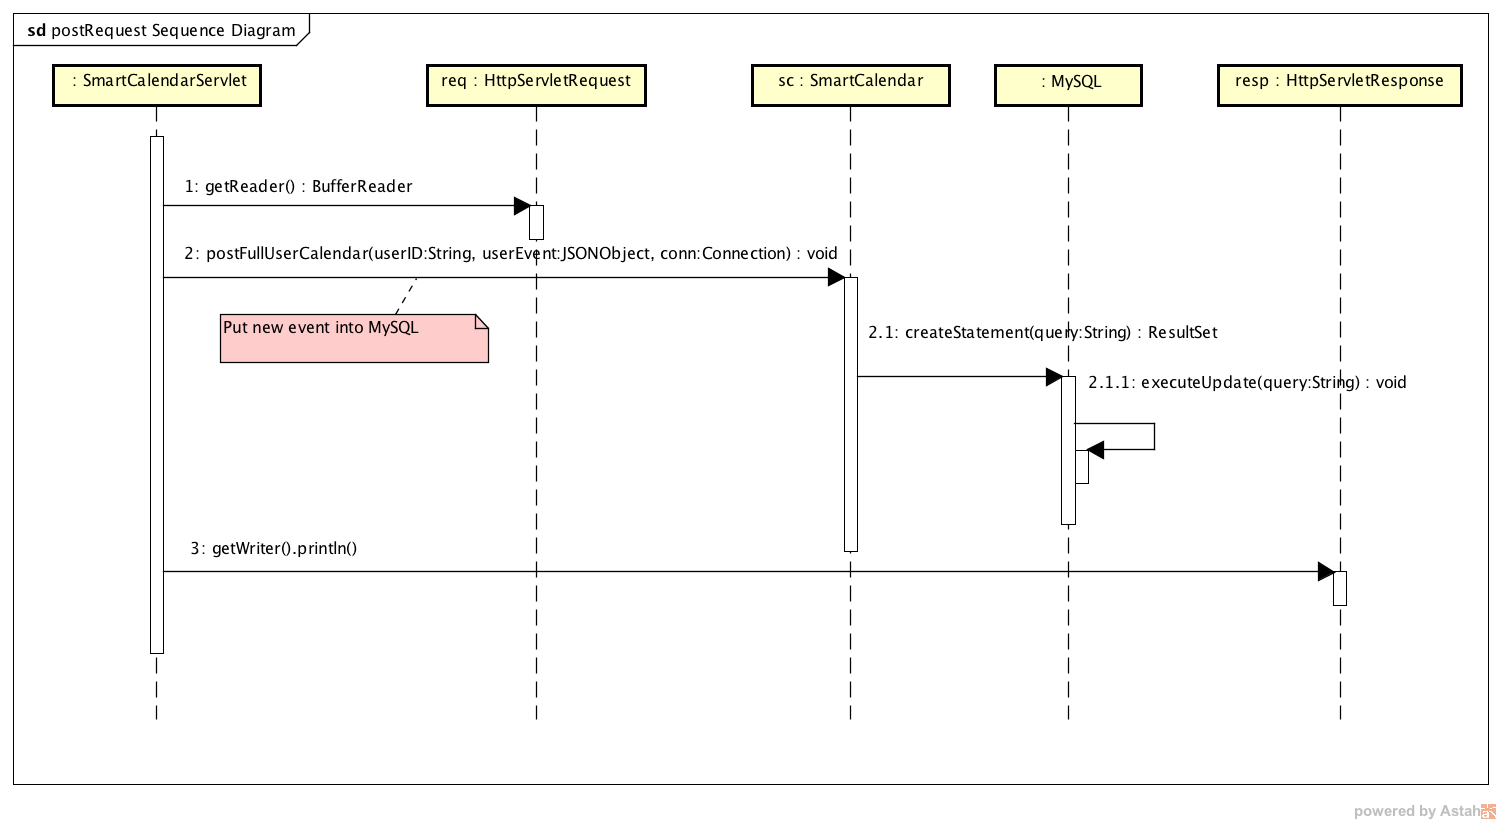 sd postRequest Sequence Diagram
: SmartCalendarServlet
req : HttpServletRequest
sc : SmartCalendar
: MySQL
resp : HttpServletResponse
1: getReader() : BufferReader
2: postFullUserCalendar(userID:String, userEvent:JSONObject, conn:Connection) : void
Put new event into MySQL
2.1: createStatement(query:String) : ResultSet
2.1.1: executeUpdate(query:String) : void
3: getWriter().println()
powered by Astah